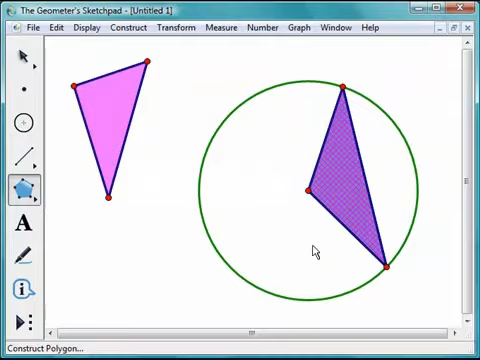 The Geometer's Sketchpad - [Untitled 1]
File Edit Display Construct Transform Measure Number Graph Window Help
A
i
Construct Polygon...